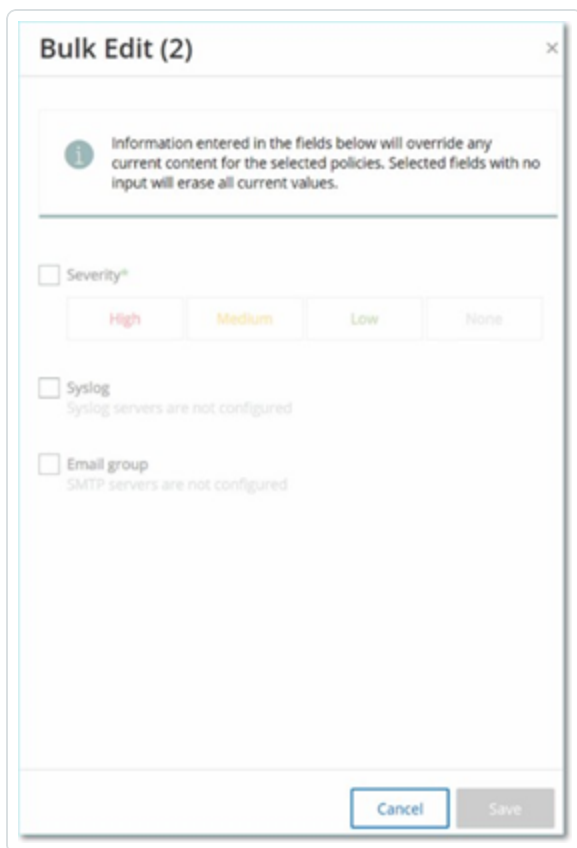 Bulk Edit (2)
×
i
Information entered in the fields below will override any
current content for the selected policies. Selected fields with no
input will erase all current values.
Severity*
High Medium Low None
Syslog
Syslog servers are not configured
Email group
SMTP servers are not configured
Cancel Save